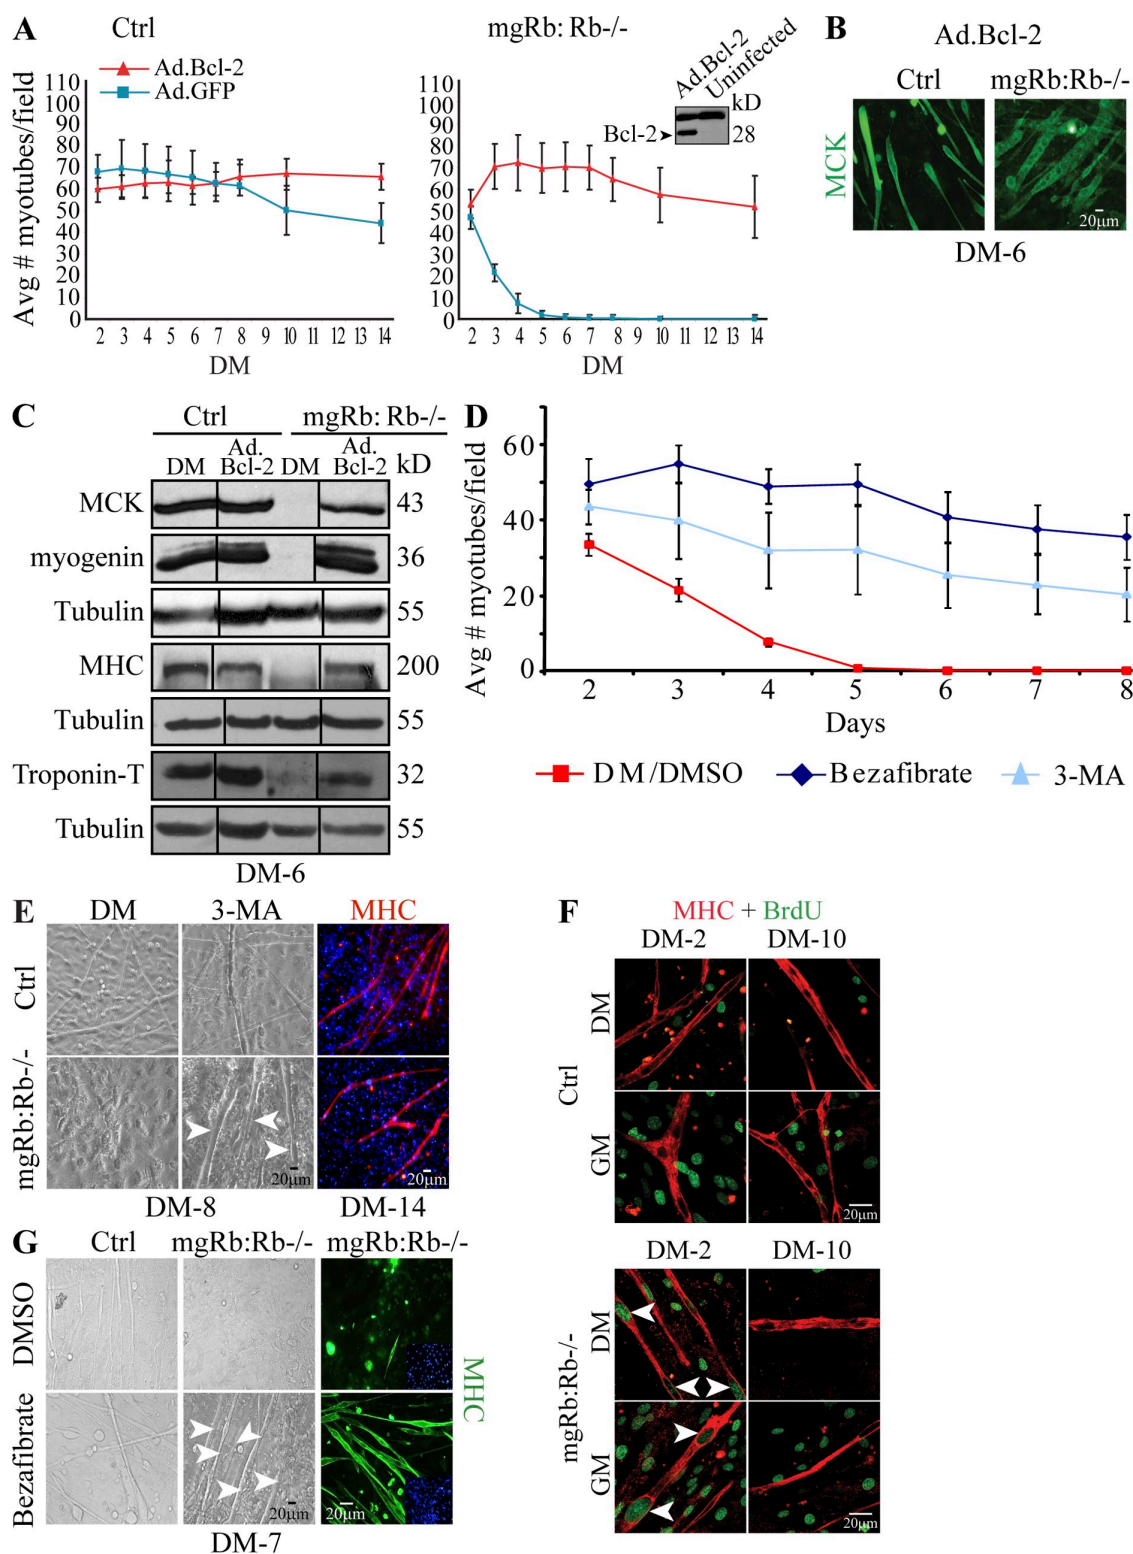 A
Ctrl
mgRb: Rb-/-
Ad.Bcl-2
Ad.GFP
Avg # myotubes/field
110
100
90
80
70
60
50
40
30
20
10
0
2 3 4 5 6 7 8 9 10 11 12 13 14
DM
110
100
90
80
70
60
50
40
30
20
10
0
2 3 4 5 6 7 8 9 10 11 12 13 14
DM
Ad.Bcl-2
Uninfected
kD
Bcl-2
28
B
Ad.Bcl-2
Ctrl mgRb:Rb-/-
MCK
20μm
DM-6
C
Ctrl mgRb: Rb-/-
DM Ad. Bcl-2 DM Ad. Bcl-2 kD
MCK 43
myogenin 36
Tubulin 55
MHC 200
Tubulin 55
Troponin-T 32
Tubulin 55
DM-6
D
Avg # myotubes/field
60
40
20
0
2 3 4 5 6 7 8
Days
DM/DMSO Bezafibrate 3-MA
E
DM 3-MA MHC
Ctrl
mgRb:Rb-/-
20μm
20μm
DM-8 DM-14
F
MHC + BrdU
DM-2 DM-10
Ctrl
DM
GM
20μm
DM-2 DM-10
mgRb:Rb-/-
DM
GM
20μm
G
Ctrl mgRb:Rb-/- mgRb:Rb-/-
DMSO
Bezafibrate
MHC
20μm
20μm
DM-7